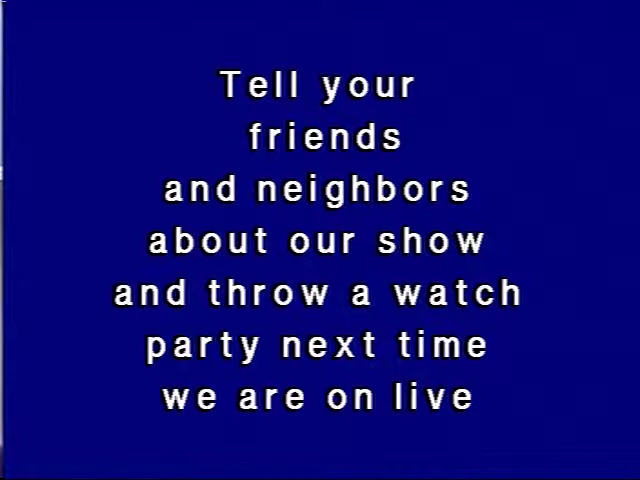 Tell your
friends
and neighbors
about our show
and throw a watch
party next time
we are on live